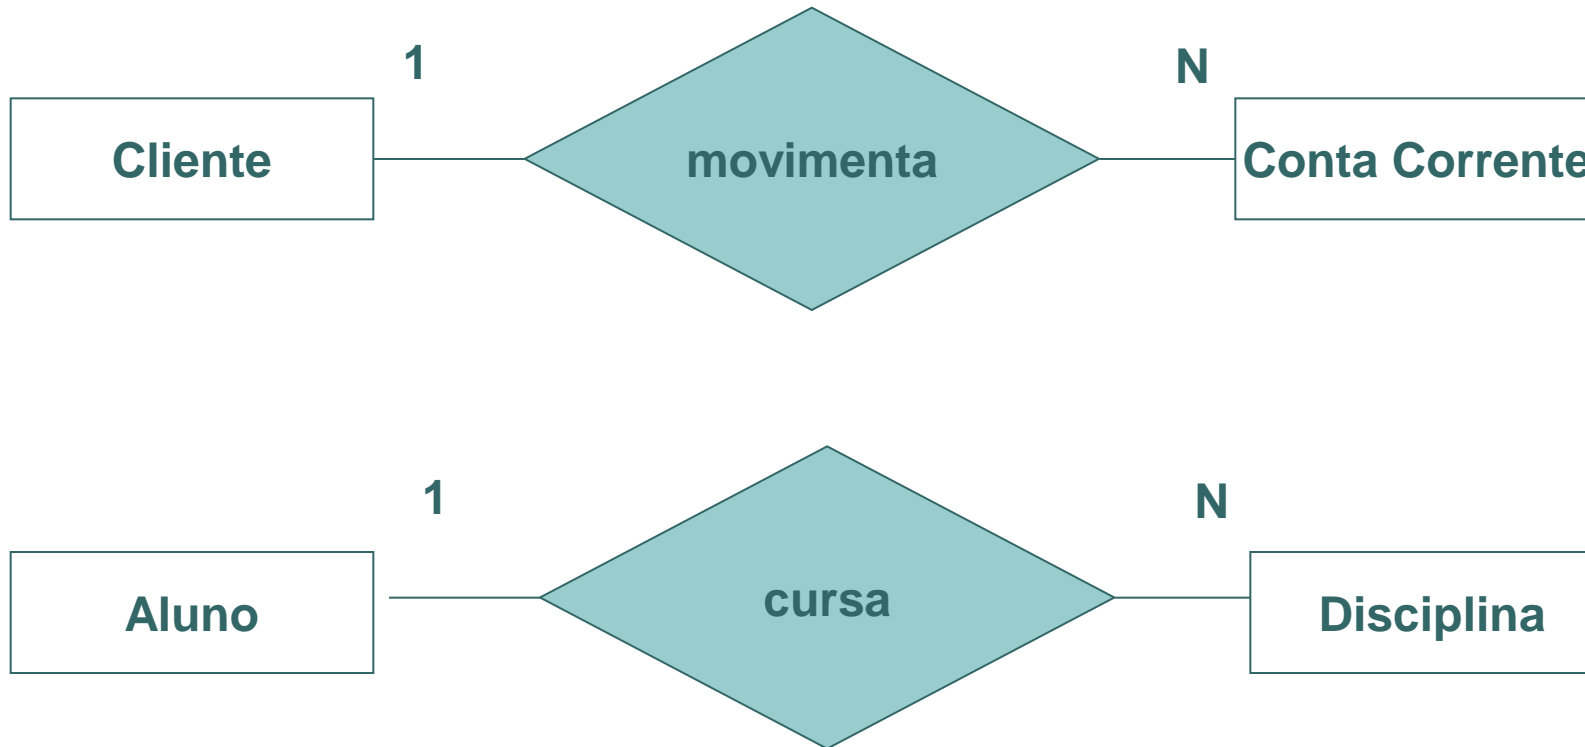 1
N
Cliente
movimenta
Conta Corrente
1
N
Aluno
cursa
Disciplina